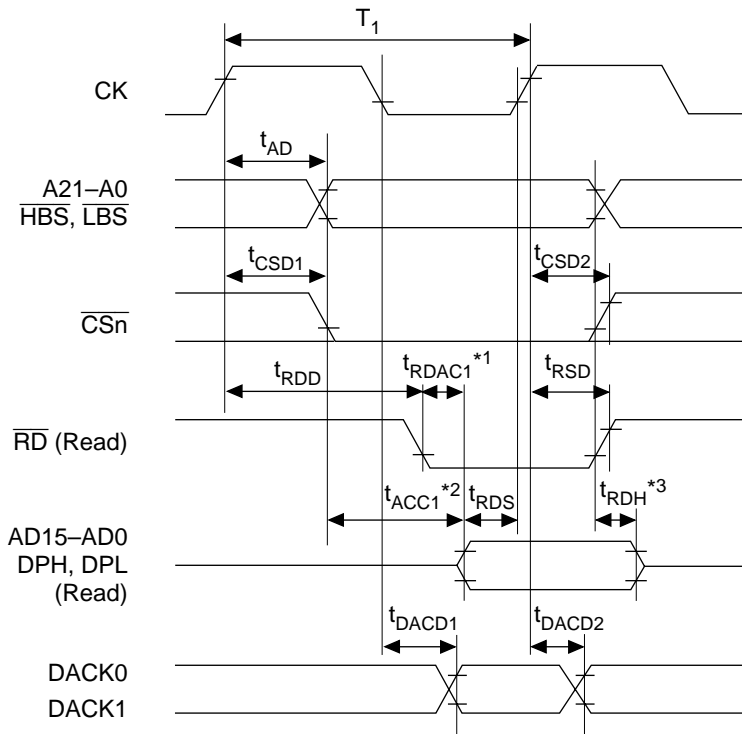 T1
CK
tAD
A21–A0
HBS, LBS
tCSD1
tCSD2
CSn
tRDD
tRDAC1*1
tRSD
RD (Read)
tACC1*2
tRDS
tRDH*3
AD15–AD0
DPH, DPL
(Read)
tDACD1
tDACD2
DACK0
DACK1